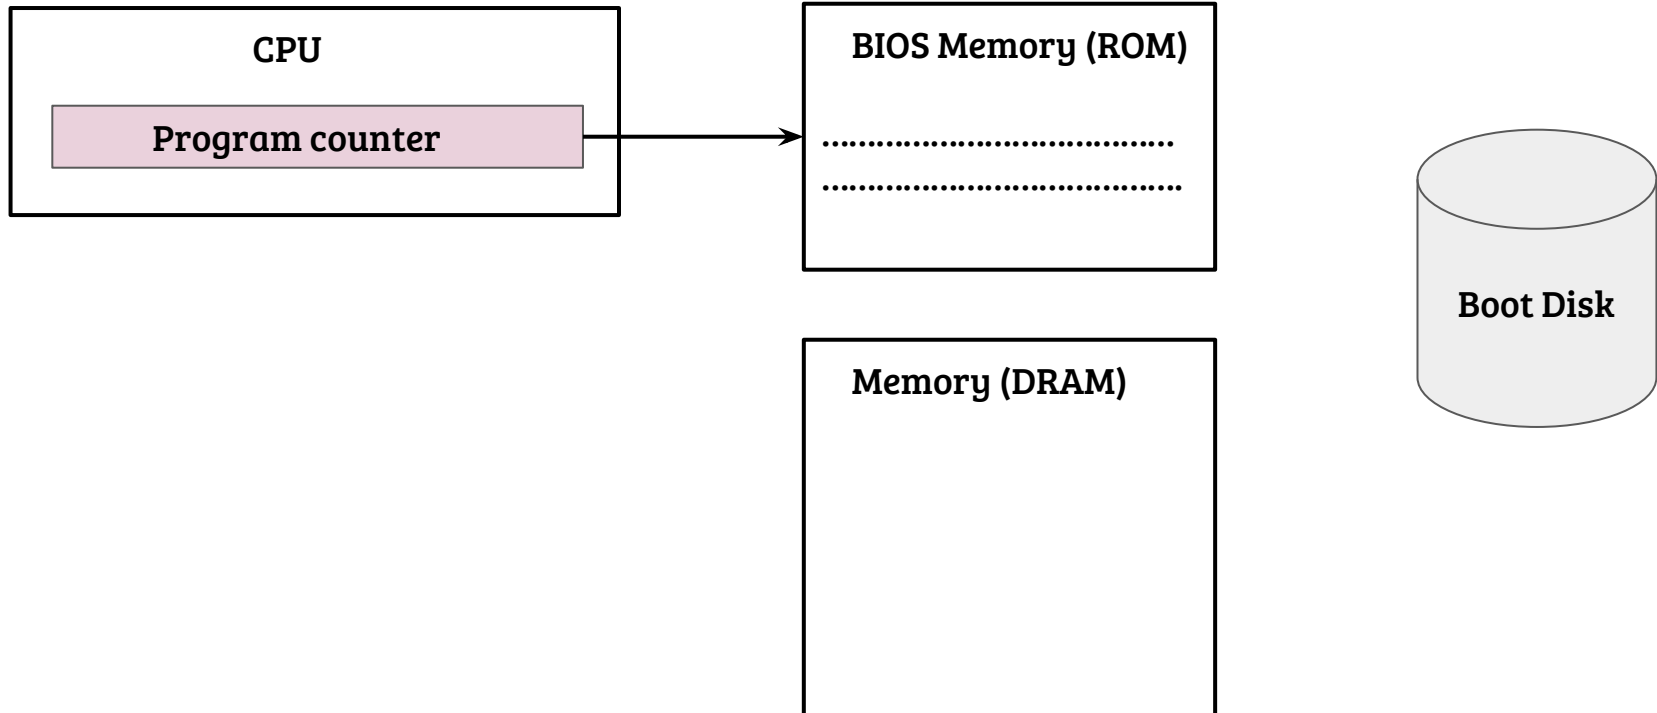 CPU
Program counter
BIOS Memory (ROM)
.......................................
........................................
Boot Disk
Memory (DRAM)